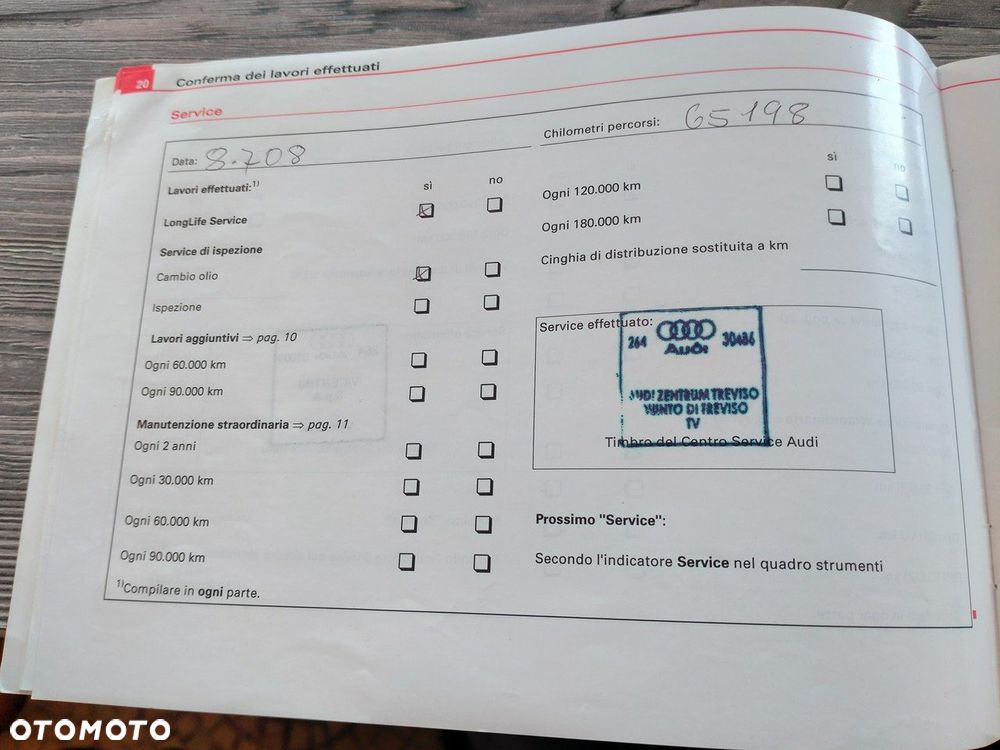 20 Conferma dei lavori effettuati
Service
Data: 8.708
Chilometri percorsi: 65198
Lavori effettuati:1)
sì no
LongLife Service
Service di ispezione
Cambio olio
Ispezione
Lavori aggiuntivi ⇒ pag. 10
Ogni 60.000 km
Ogni 90.000 km
Manutenzione straordinaria ⇒ pag. 11
Ogni 2 anni
Ogni 30.000 km
Ogni 60.000 km
Ogni 90.000 km
1)Compilare in ogni parte.
sì no
Ogni 120.000 km
Ogni 180.000 km
Cinghia di distribuzione sostituita a km
Service effettuato:
264 Audi 30486
ZENTRUM TREVISO
DI TREVISO
TV
Timbro del Centro Service Audi
Prossimo "Service":
Secondo l'indicatore Service nel quadro strumenti
OTOMOTO